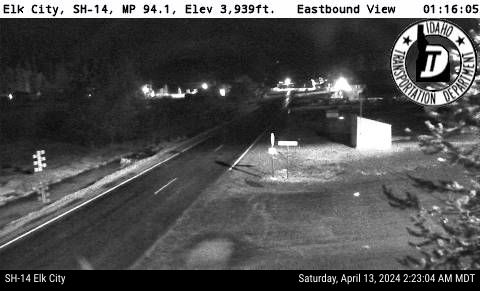 Elk City, SH-14, MP 94.1, Elev 3,939ft. Eastbound View 01:16:05
IDAHO
TRANSPORTATION DEPARTMENT
SH-14 Elk City Saturday, April 13, 2024 2:23:04 AM MDT